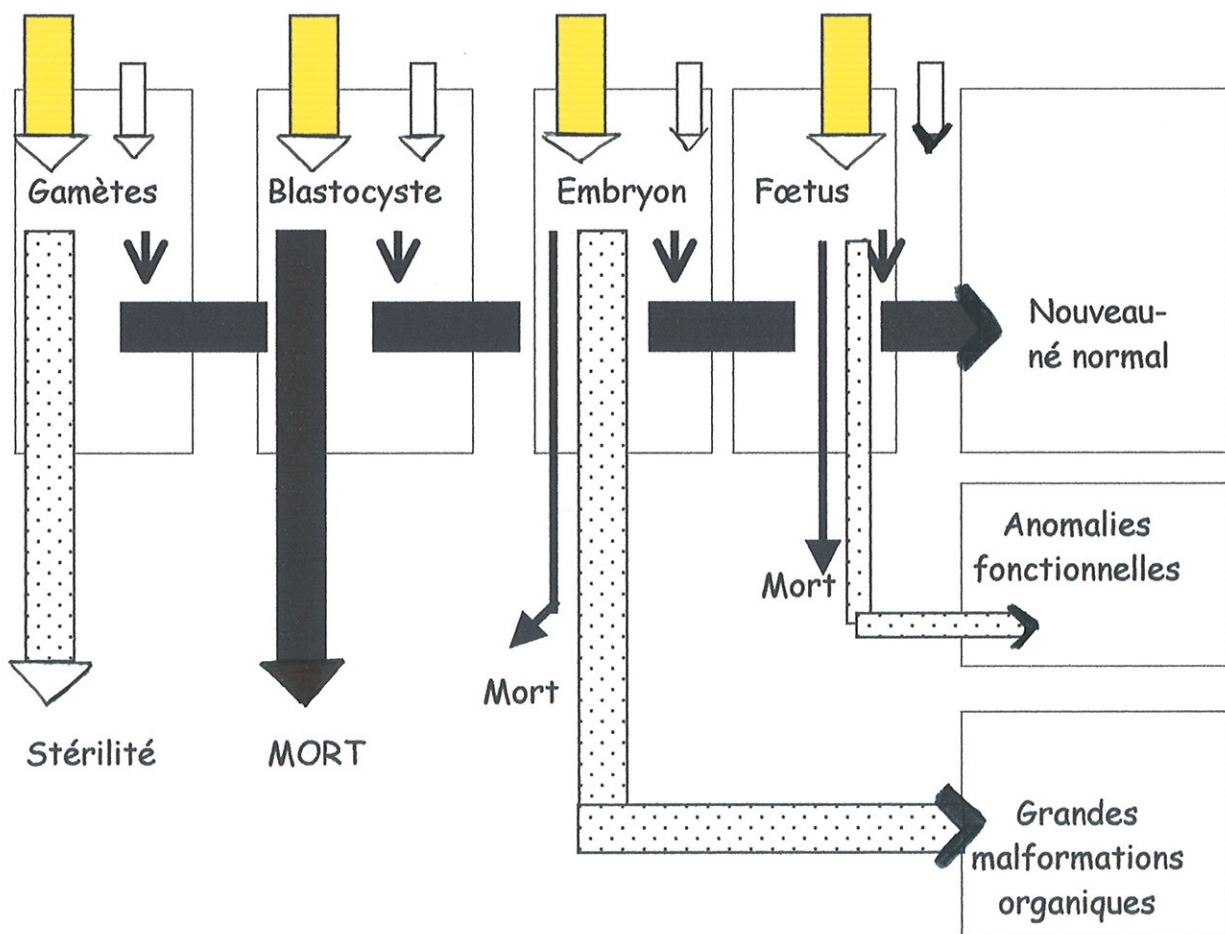 Gamètes
Blastocyste
Embryon
Fœtus
Nouveau-
né normal
Anomalies
fonctionnelles
Mort
Mort
Stérilité
MORT
Grandes
malformations
organiques